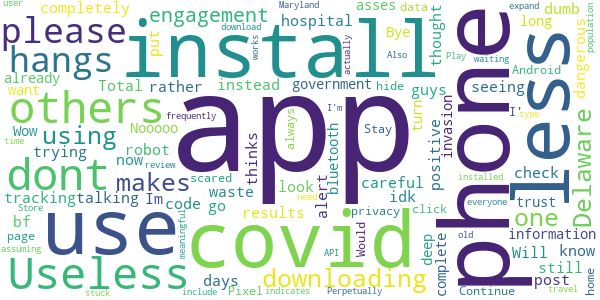 completely
please
engagement
hospital
asses
data
Bye
Maryland
user
download
expand
thought
Play
Android
dumb
long
works
actually
population
hangs
put
install
Also
waiting
dangerous
already
Total
rather
instead
government
hide
guys
seeing
I'
want
Wow
others
Nooooo
always
I'm
frequently
turn
phone
less
using
robot
thinks
app
Stay
positive
invasion
Delaware
type
time
trying
now
bluetooth
check
everyone
dont
makes
look
alert
careful
trust
installed
review
tracking
talking
Im
scared
waste
idk
one
information
bf
code
go
results
privacy
click
Will
know
Store
page
use
covid
Would
need
deep
complete
still
old
assuming
Useless
days
meaningful
API
downloading
post
home
stuck
include
Pixel
indicates
Perpetually
Continue
travel